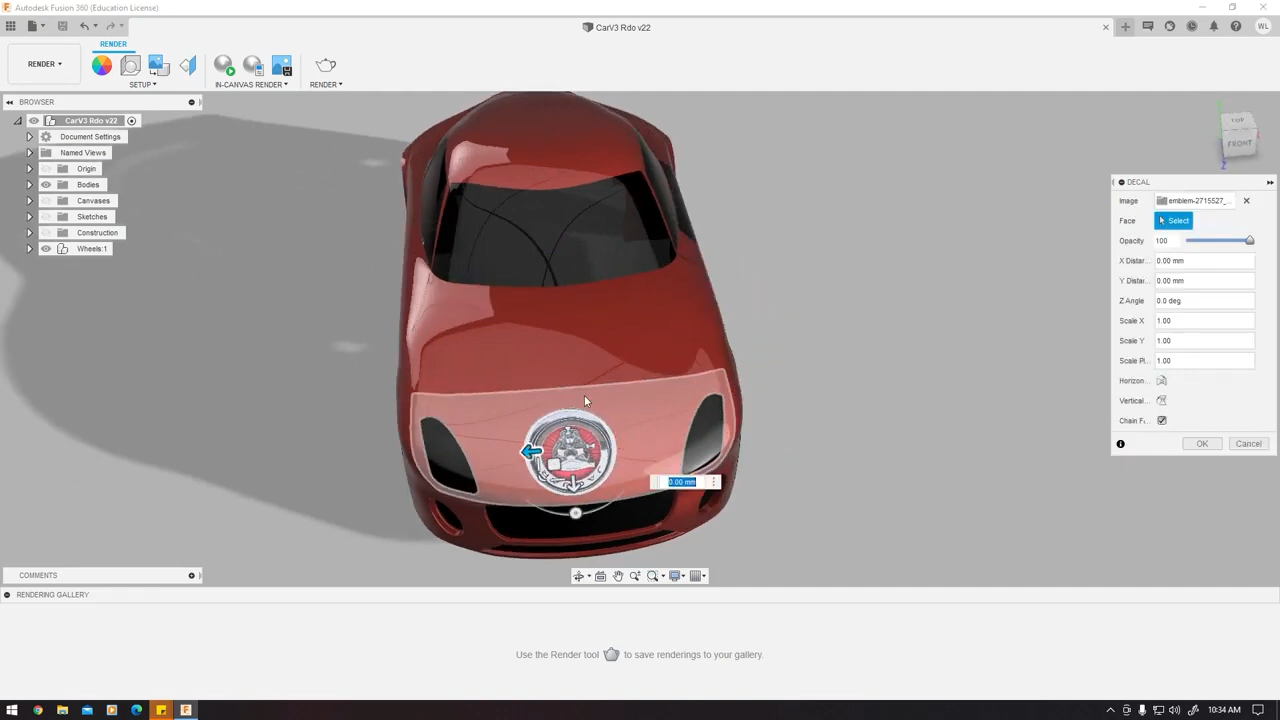 Autodesk Fusion 360 (Education License)
CarV3 Rdo v22
WL
RENDER
RENDER
SETUP
IN-CANVAS RENDER
RENDER
BROWSER
CarV3 Rdo v22
Document Settings
Named Views
Origin
Bodies
Canvases
Sketches
Construction
Wheels:1
TOP
FRONT
Z
DECAL
Image emblem-2715527_...
Face Select
Opacity 100
X Distar... 0.00 mm
Y Distar... 0.00 mm
Z Angle 0.0 deg
Scale X 1.00
Scale Y 1.00
Scale Pl... 1.00
Horizon...
Vertical...
Chain F...
OK Cancel
0.00 mm
COMMENTS
RENDERING GALLERY
Use the Render tool to save renderings to your gallery.
10:34 AM